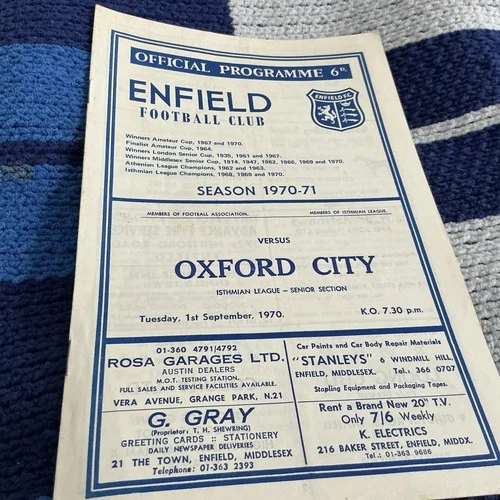 OFFICIAL PROGRAMME 6D.
ENFIELD
FOOTBALL CLUB
ENFIELD F.C.
Winners Amateur Cup, 1967 and 1970.
Finalist Amateur Cup, 1964.
Winners London Senior Cup, 1935, 1961 and 1967.
Winners Middlesex Senior Cup, 1914, 1947, 1962, 1966, 1969 and 1970.
Athenian League Champions, 1962 and 1963.
Isthmian League Champions, 1968, 1969 and 1970.
SEASON 1970-71
MEMBERS OF FOOTBALL ASSOCIATION. MEMBERS OF ISTHMIAN LEAGUE.
VERSUS
OXFORD CITY
ISTHMIAN LEAGUE – SENIOR SECTION
Tuesday, 1st September, 1970. K.O. 7.30 p.m.
01-360 4791/4792
ROSA GARAGES LTD.
AUSTIN DEALERS
M.O.T. TESTING STATION.
FULL SALES AND SERVICE FACILITIES AVAILABLE.
VERA AVENUE, GRANGE PARK, N.21
Car Paints and Car Body Repair Materials
"STANLEYS" 6 WINDMILL HILL,
ENFIELD, MIDDLESEX. Tel.: 366 0707
Stapling Equipment and Packaging Tapes.
G. GRAY
(Proprietor: T. H. SHEWRING)
GREETING CARDS :: STATIONERY
DAILY NEWSPAPER DELIVERIES
21 THE TOWN, ENFIELD, MIDDLESEX
Telephone: 01-363 2393
Rent a Brand New 20" T.V.
Only 7/6 Weekly
K. ELECTRICS
216 BAKER STREET, ENFIELD, MIDDX.
Tel.: 01-363 9686